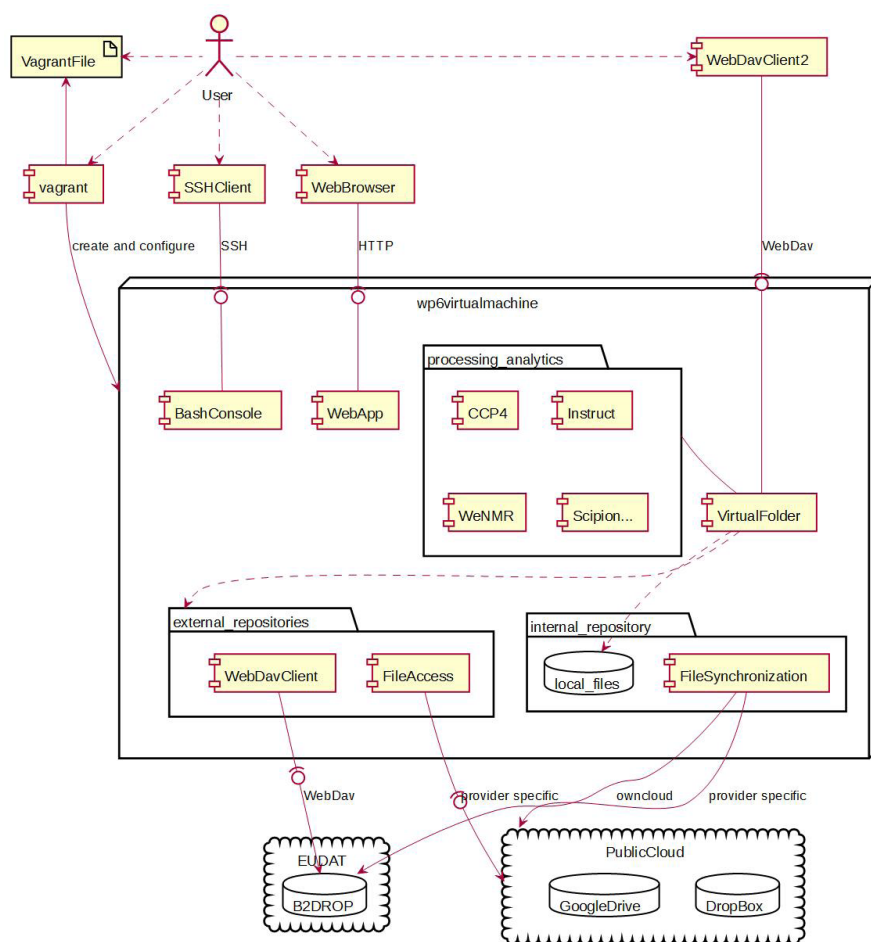 VagrantFile
WebDavClient2
User
vagrant
SSHClient
WebBrowser
create and configure
SSH
HTTP
WebDav
wp6virtualmachine
processing_analytics
CCP4
Instruct
BashConsole
WebApp
WeNMR
Scipion...
VirtualFolder
external_repositories
internal_repository
WebDavClient
FileAccess
local_files
FileSynchronization
WebDav
provider specific
owncloud
provider specific
EUDAT
PublicCloud
B2DROP
GoogleDrive
DropBox